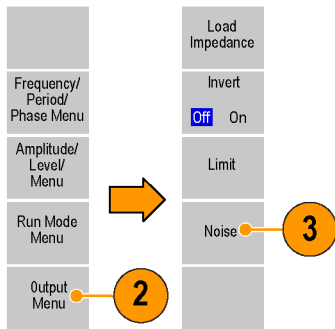 Frequency/
Period/
Phase Menu
Amplitude/
Level/
Menu
Run Mode
Menu
Output
Menu
2
Load
Impedance
Invert
Off On
Limit
Noise
3